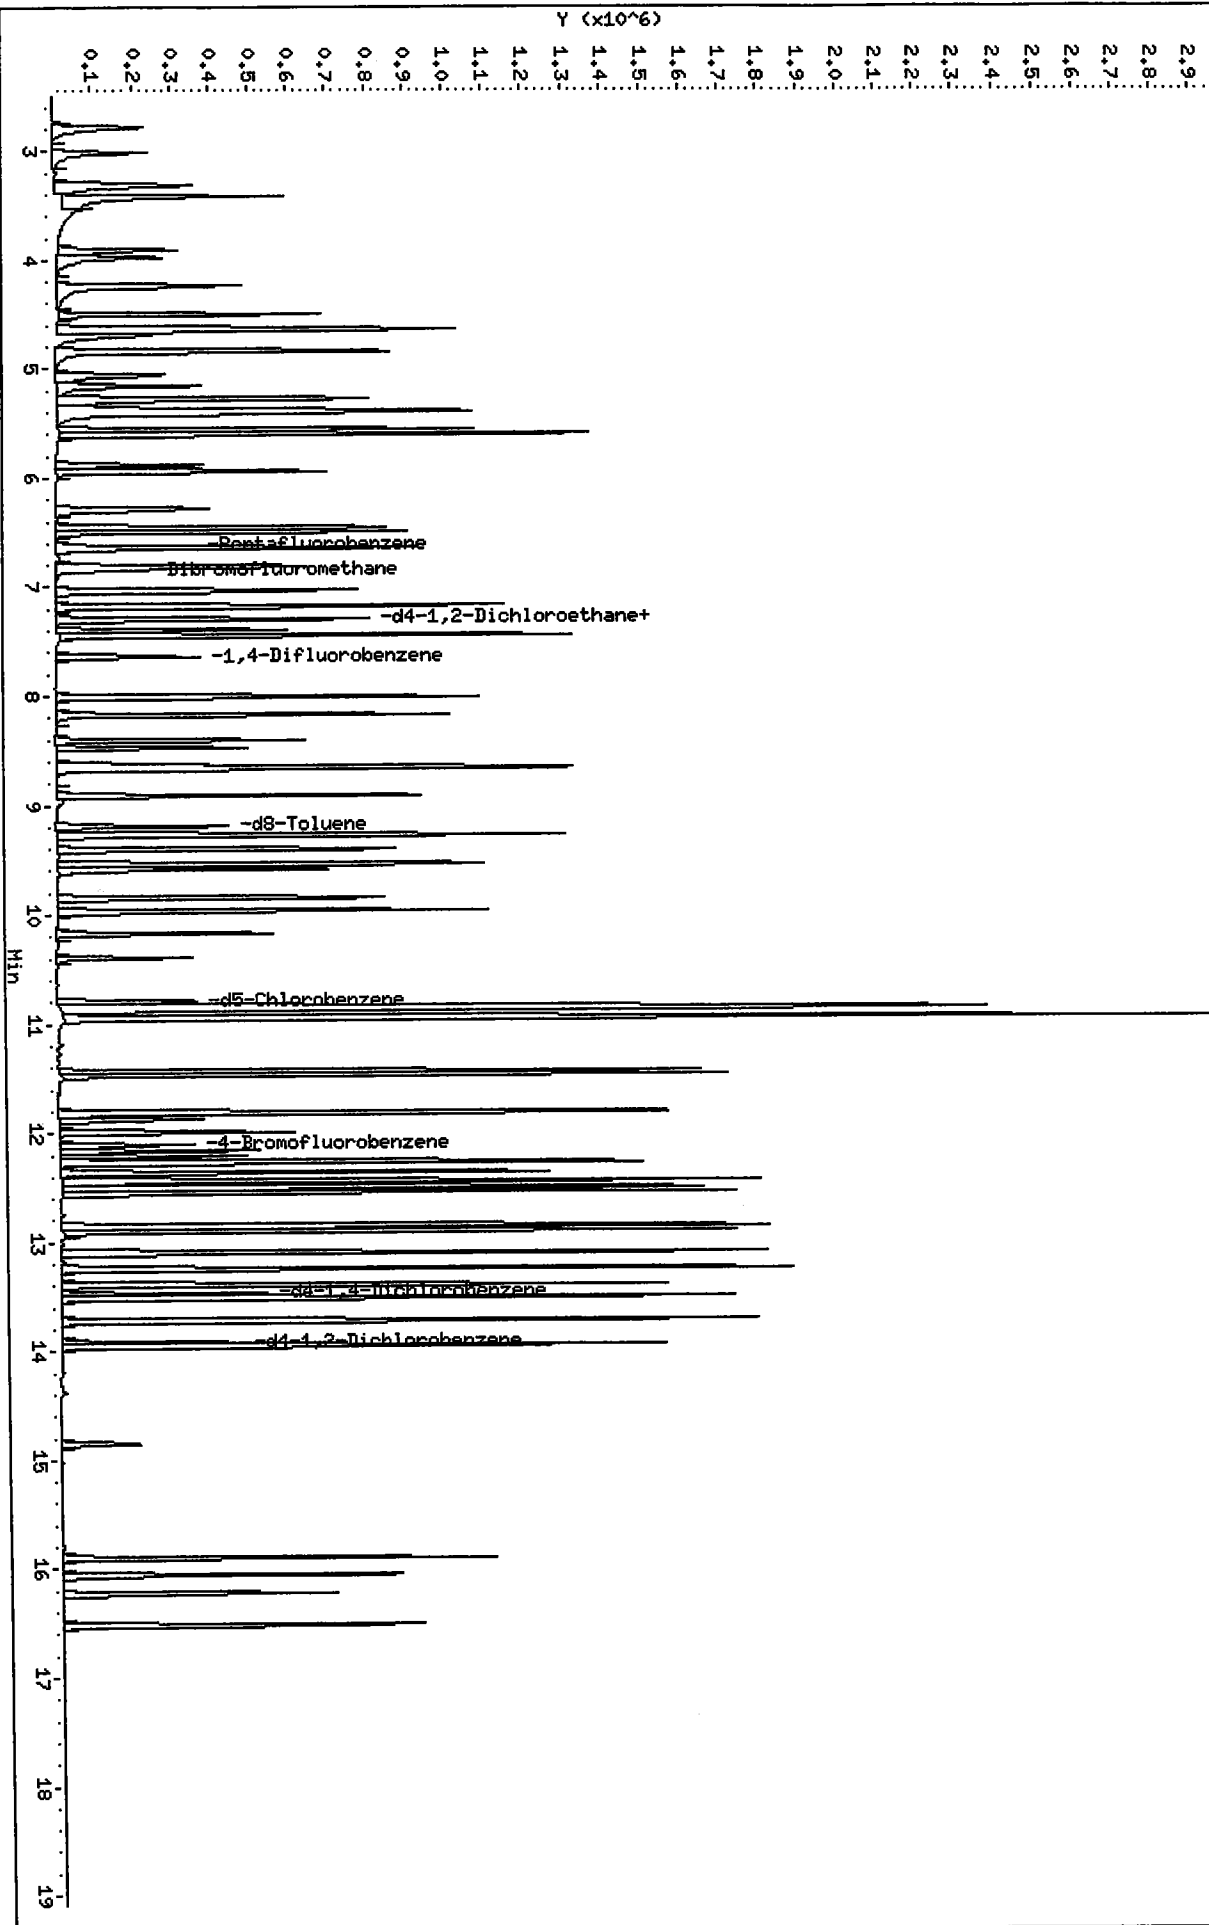 Y (x10^6)
0.1 0.2 0.3 0.4 0.5 0.6 0.7 0.8 0.9 1.0 1.1 1.2 1.3 1.4 1.5 1.6 1.7 1.8 1.9 2.0 2.1 2.2 2.3 2.4 2.5 2.6 2.7 2.8 2.9
3
4
5
6
-Pentafluorobenzene
Dibromofluoromethane
7
-d4-1,2-Dichloroethane+
-1,4-Difluorobenzene
8
9
-d8-Toluene
10
Min
-d5-Chlorobenzene
11
12
-4-Bromofluorobenzene
13
-d4-1,4-Dichlorobenzene
-d4-1,2-Dichlorobenzene
14
15
16
17
18
19